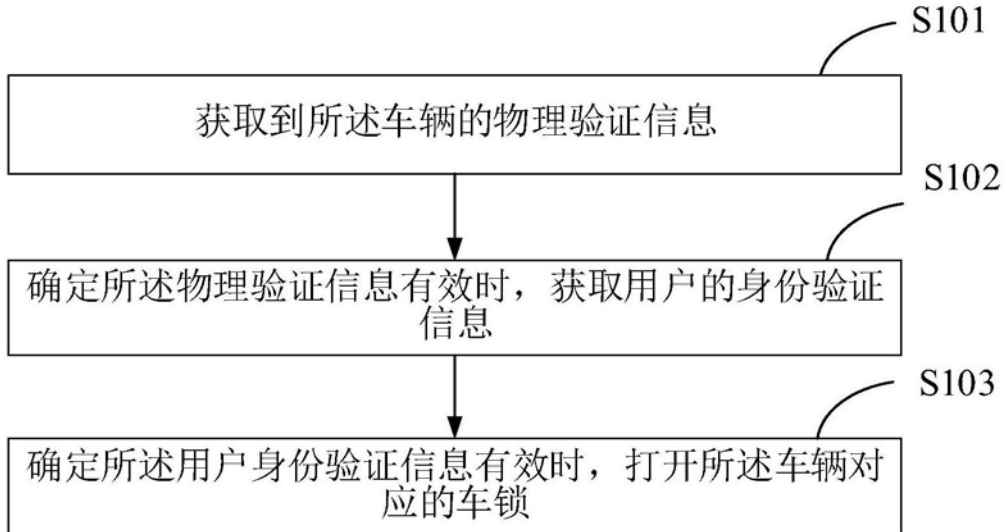 S101
获取到所述车辆的物理验证信息
S102
确定所述物理验证信息有效时，获取用户的身份验证
信息
S103
确定所述用户身份验证信息有效时，打开所述车辆对
应的车锁